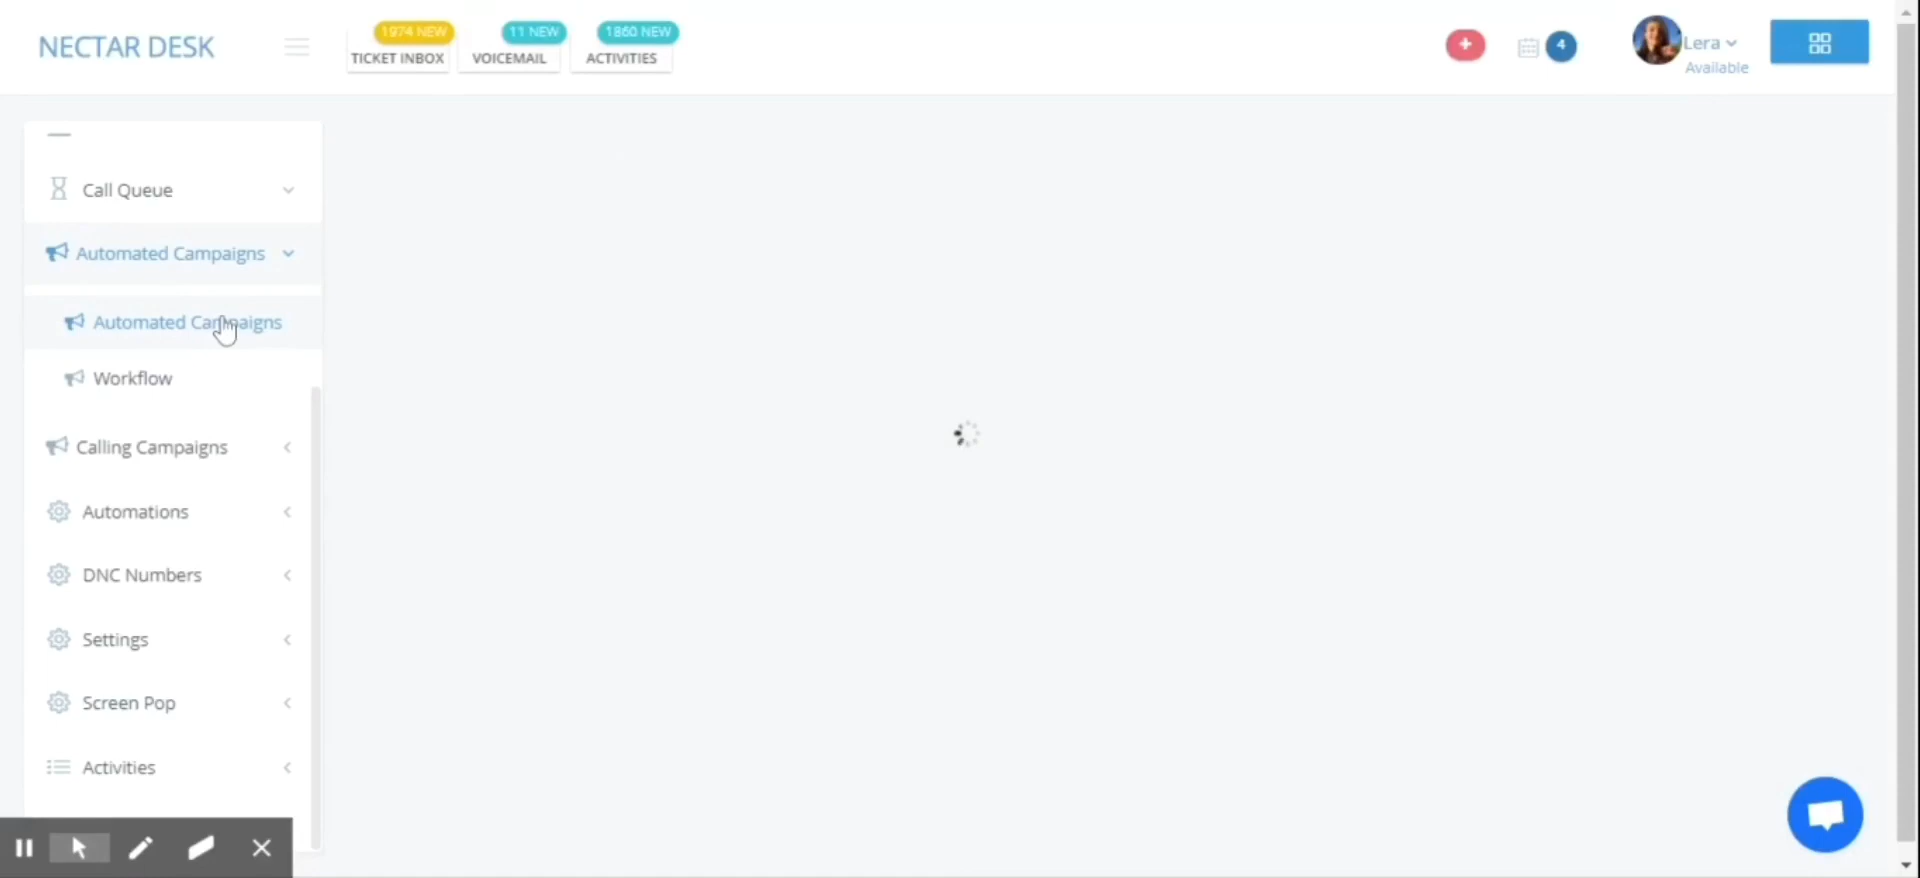 NECTAR DESK
1974 NEW
TICKET INBOX
11 NEW
VOICEMAIL
1860 NEW
ACTIVITIES
4
Lera
Available
Call Queue
Automated Campaigns
Automated Campaigns
Workflow
Calling Campaigns
Automations
DNC Numbers
Settings
Screen Pop
Activities